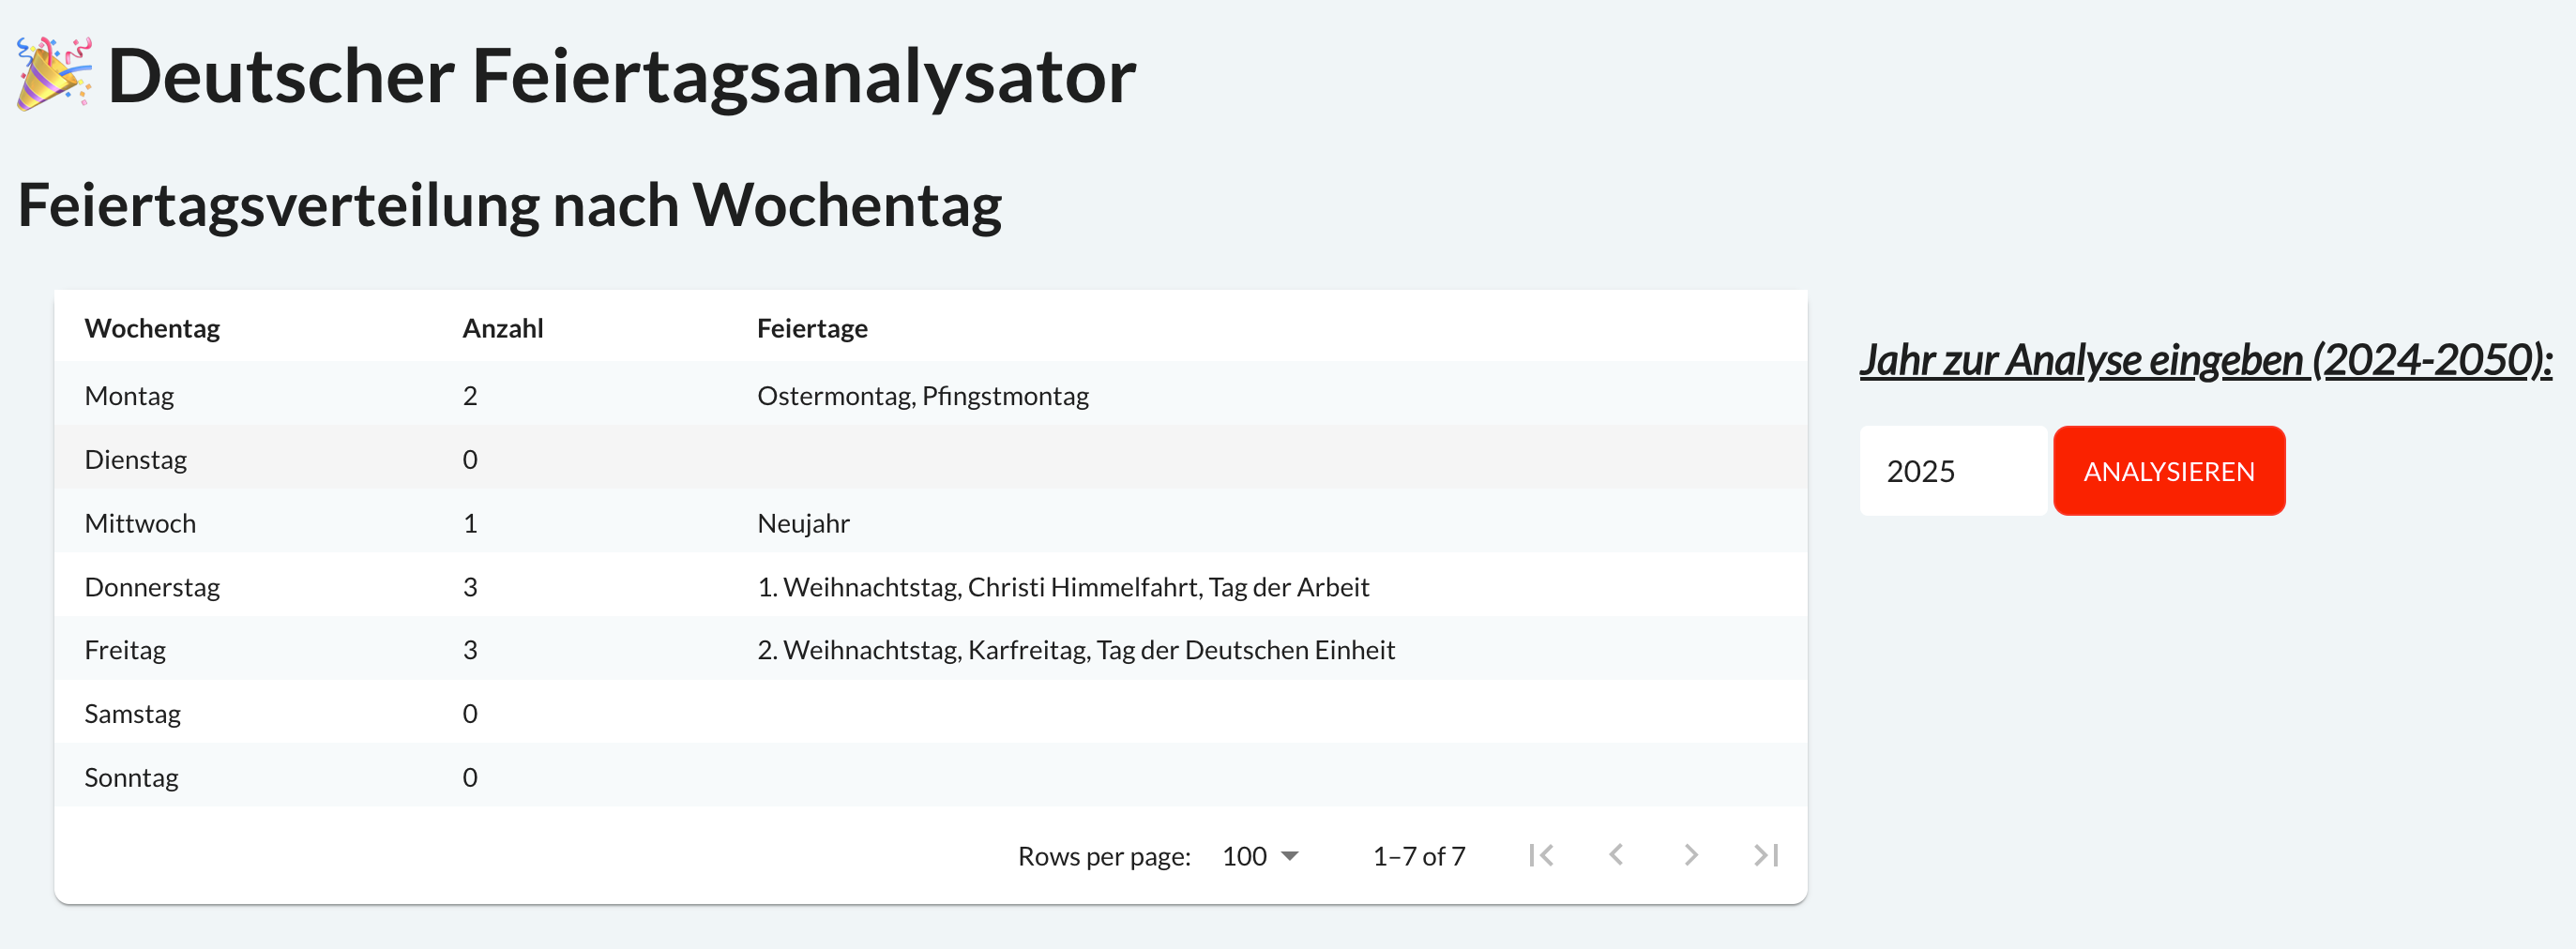 Deutscher Feiertagsanalysator
Feiertagsverteilung nach Wochentag
Wochentag Anzahl Feiertage
Montag 2 Ostermontag, Pfingstmontag
Dienstag 0
Mittwoch 1 Neujahr
Donnerstag 3 1. Weihnachtstag, Christi Himmelfahrt, Tag der Arbeit
Freitag 3 2. Weihnachtstag, Karfreitag, Tag der Deutschen Einheit
Samstag 0
Sonntag 0
Rows per page: 100 1–7 of 7
Jahr zur Analyse eingeben (2024-2050):
2025 ANALYSIEREN